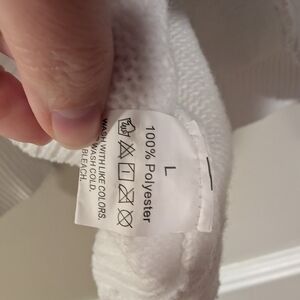 L
100% Polyester
WASH WITH LIKE COLORS.
WASH COLD.
BLEACH.